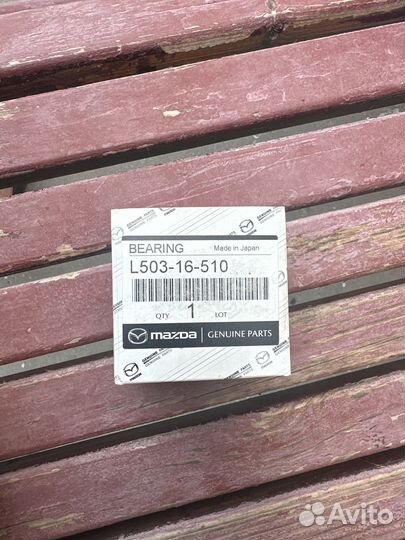 BEARING Made in Japan
L503-16-510
QTY 1 LOT
mazda GENUINE PARTS
Avito